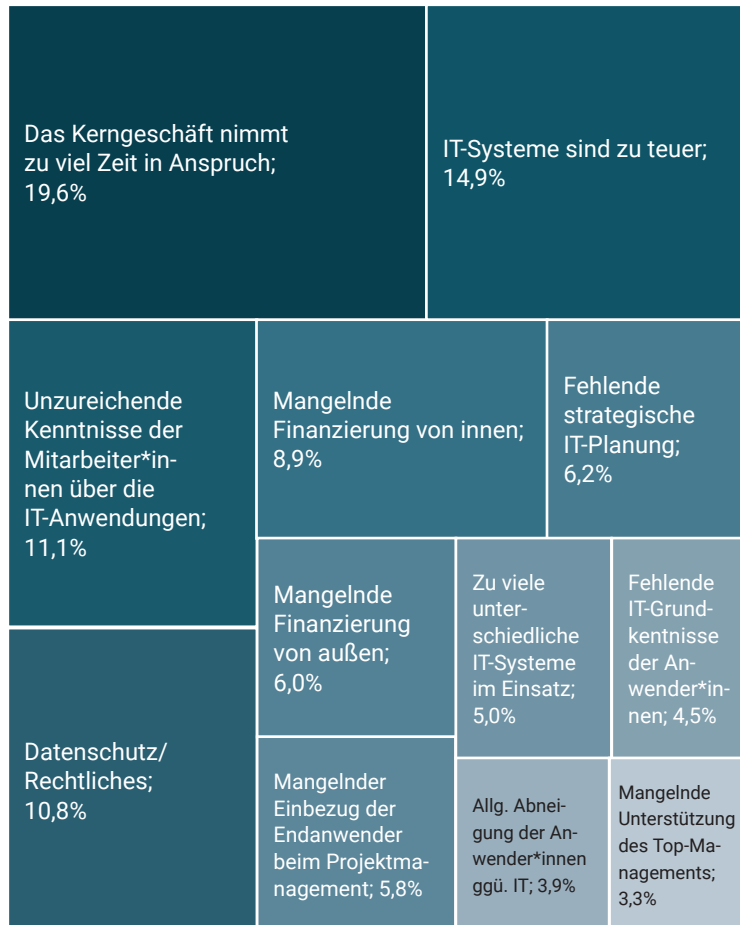 Das Kerngeschäft nimmt
zu viel Zeit in Anspruch;
19,6%
IT-Systeme sind zu teuer;
14,9%
Unzureichende
Kenntnisse der
Mitarbeiter*in-
nen über die
IT-Anwendungen;
11,1%
Mangelnde
Finanzierung von innen;
8,9%
Fehlende
strategische
IT-Planung;
6,2%
Mangelnde
Finanzierung
von außen;
6,0%
Zu viele
unter-
schiedliche
IT-Systeme
im Einsatz;
5,0%
Fehlende
IT-Grund-
kentnisse
der An-
wender*in-
nen; 4,5%
Datenschutz/
Rechtliches;
10,8%
Mangelnder
Einbezug der
Endanwender
beim Projektma-
nagement; 5,8%
Allg. Abnei-
gung der An-
wender*innen
ggü. IT; 3,9%
Mangelnde
Unterstützung
des Top-Ma-
nagements;
3,3%